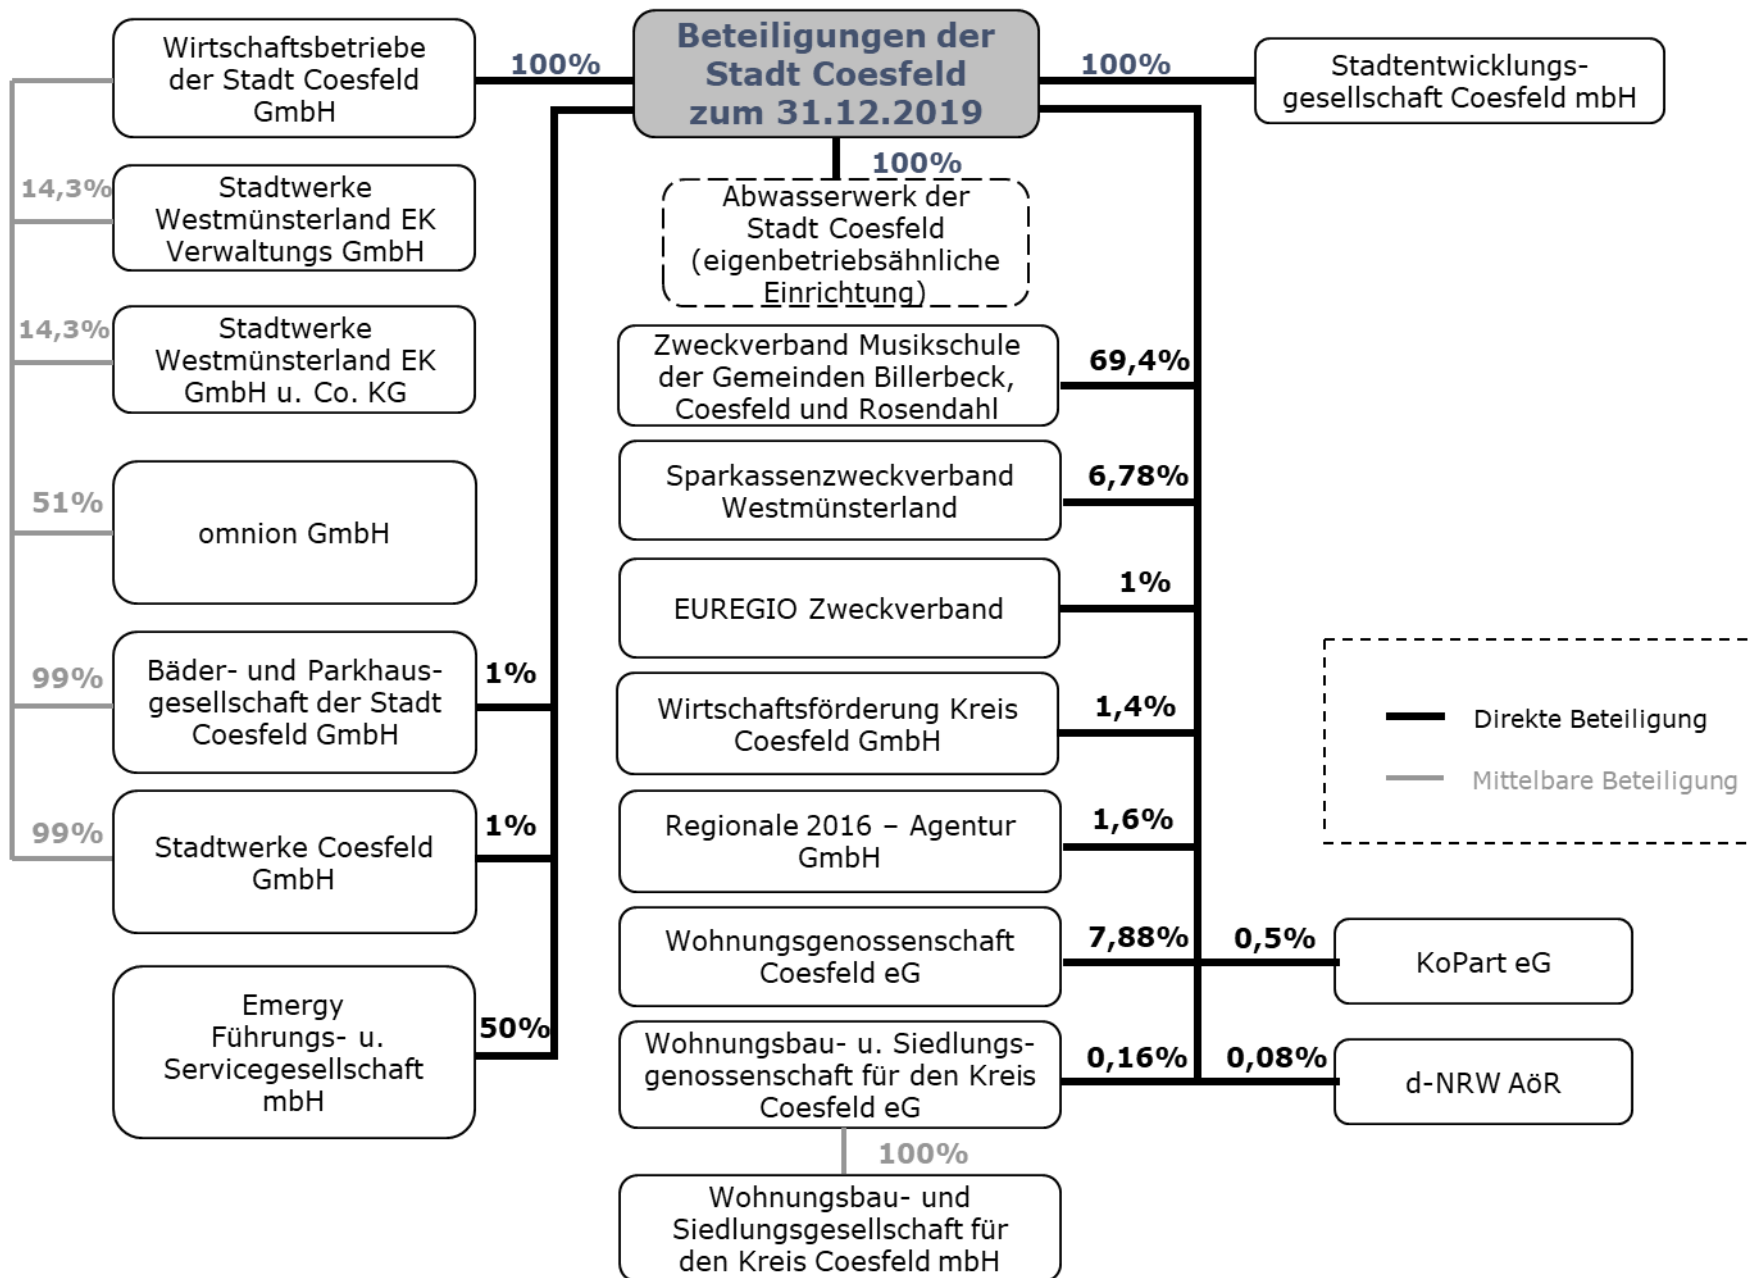 Beteiligungen der
Stadt Coesfeld
zum 31.12.2019
Wirtschaftsbetriebe
der Stadt Coesfeld
GmbH
100%
100%
Stadtentwicklungs-
gesellschaft Coesfeld mbH
100%
Abwasserwerk der
Stadt Coesfeld
(eigenbetriebsähnliche
Einrichtung)
14,3%
Stadtwerke
Westmünsterland EK
Verwaltungs GmbH
14,3%
Stadtwerke
Westmünsterland EK
GmbH u. Co. KG
51%
omnion GmbH
99%
Bäder- und Parkhaus-
gesellschaft der Stadt
Coesfeld GmbH
1%
99%
Stadtwerke Coesfeld
GmbH
1%
Emergy
Führungs- u.
Servicegesellschaft
mbH
50%
Zweckverband Musikschule
der Gemeinden Billerbeck,
Coesfeld und Rosendahl
69,4%
Sparkassenzweckverband
Westmünsterland
6,78%
EUREGIO Zweckverband
1%
Wirtschaftsförderung Kreis
Coesfeld GmbH
1,4%
Regionale 2016 – Agentur
GmbH
1,6%
Wohnungsgenossenschaft
Coesfeld eG
7,88%
0,5%
KoPart eG
Wohnungsbau- u. Siedlungs-
genossenschaft für den Kreis
Coesfeld eG
0,16%
0,08%
d-NRW AöR
100%
Wohnungsbau- und
Siedlungsgesellschaft für
den Kreis Coesfeld mbH
Direkte Beteiligung
Mittelbare Beteiligung